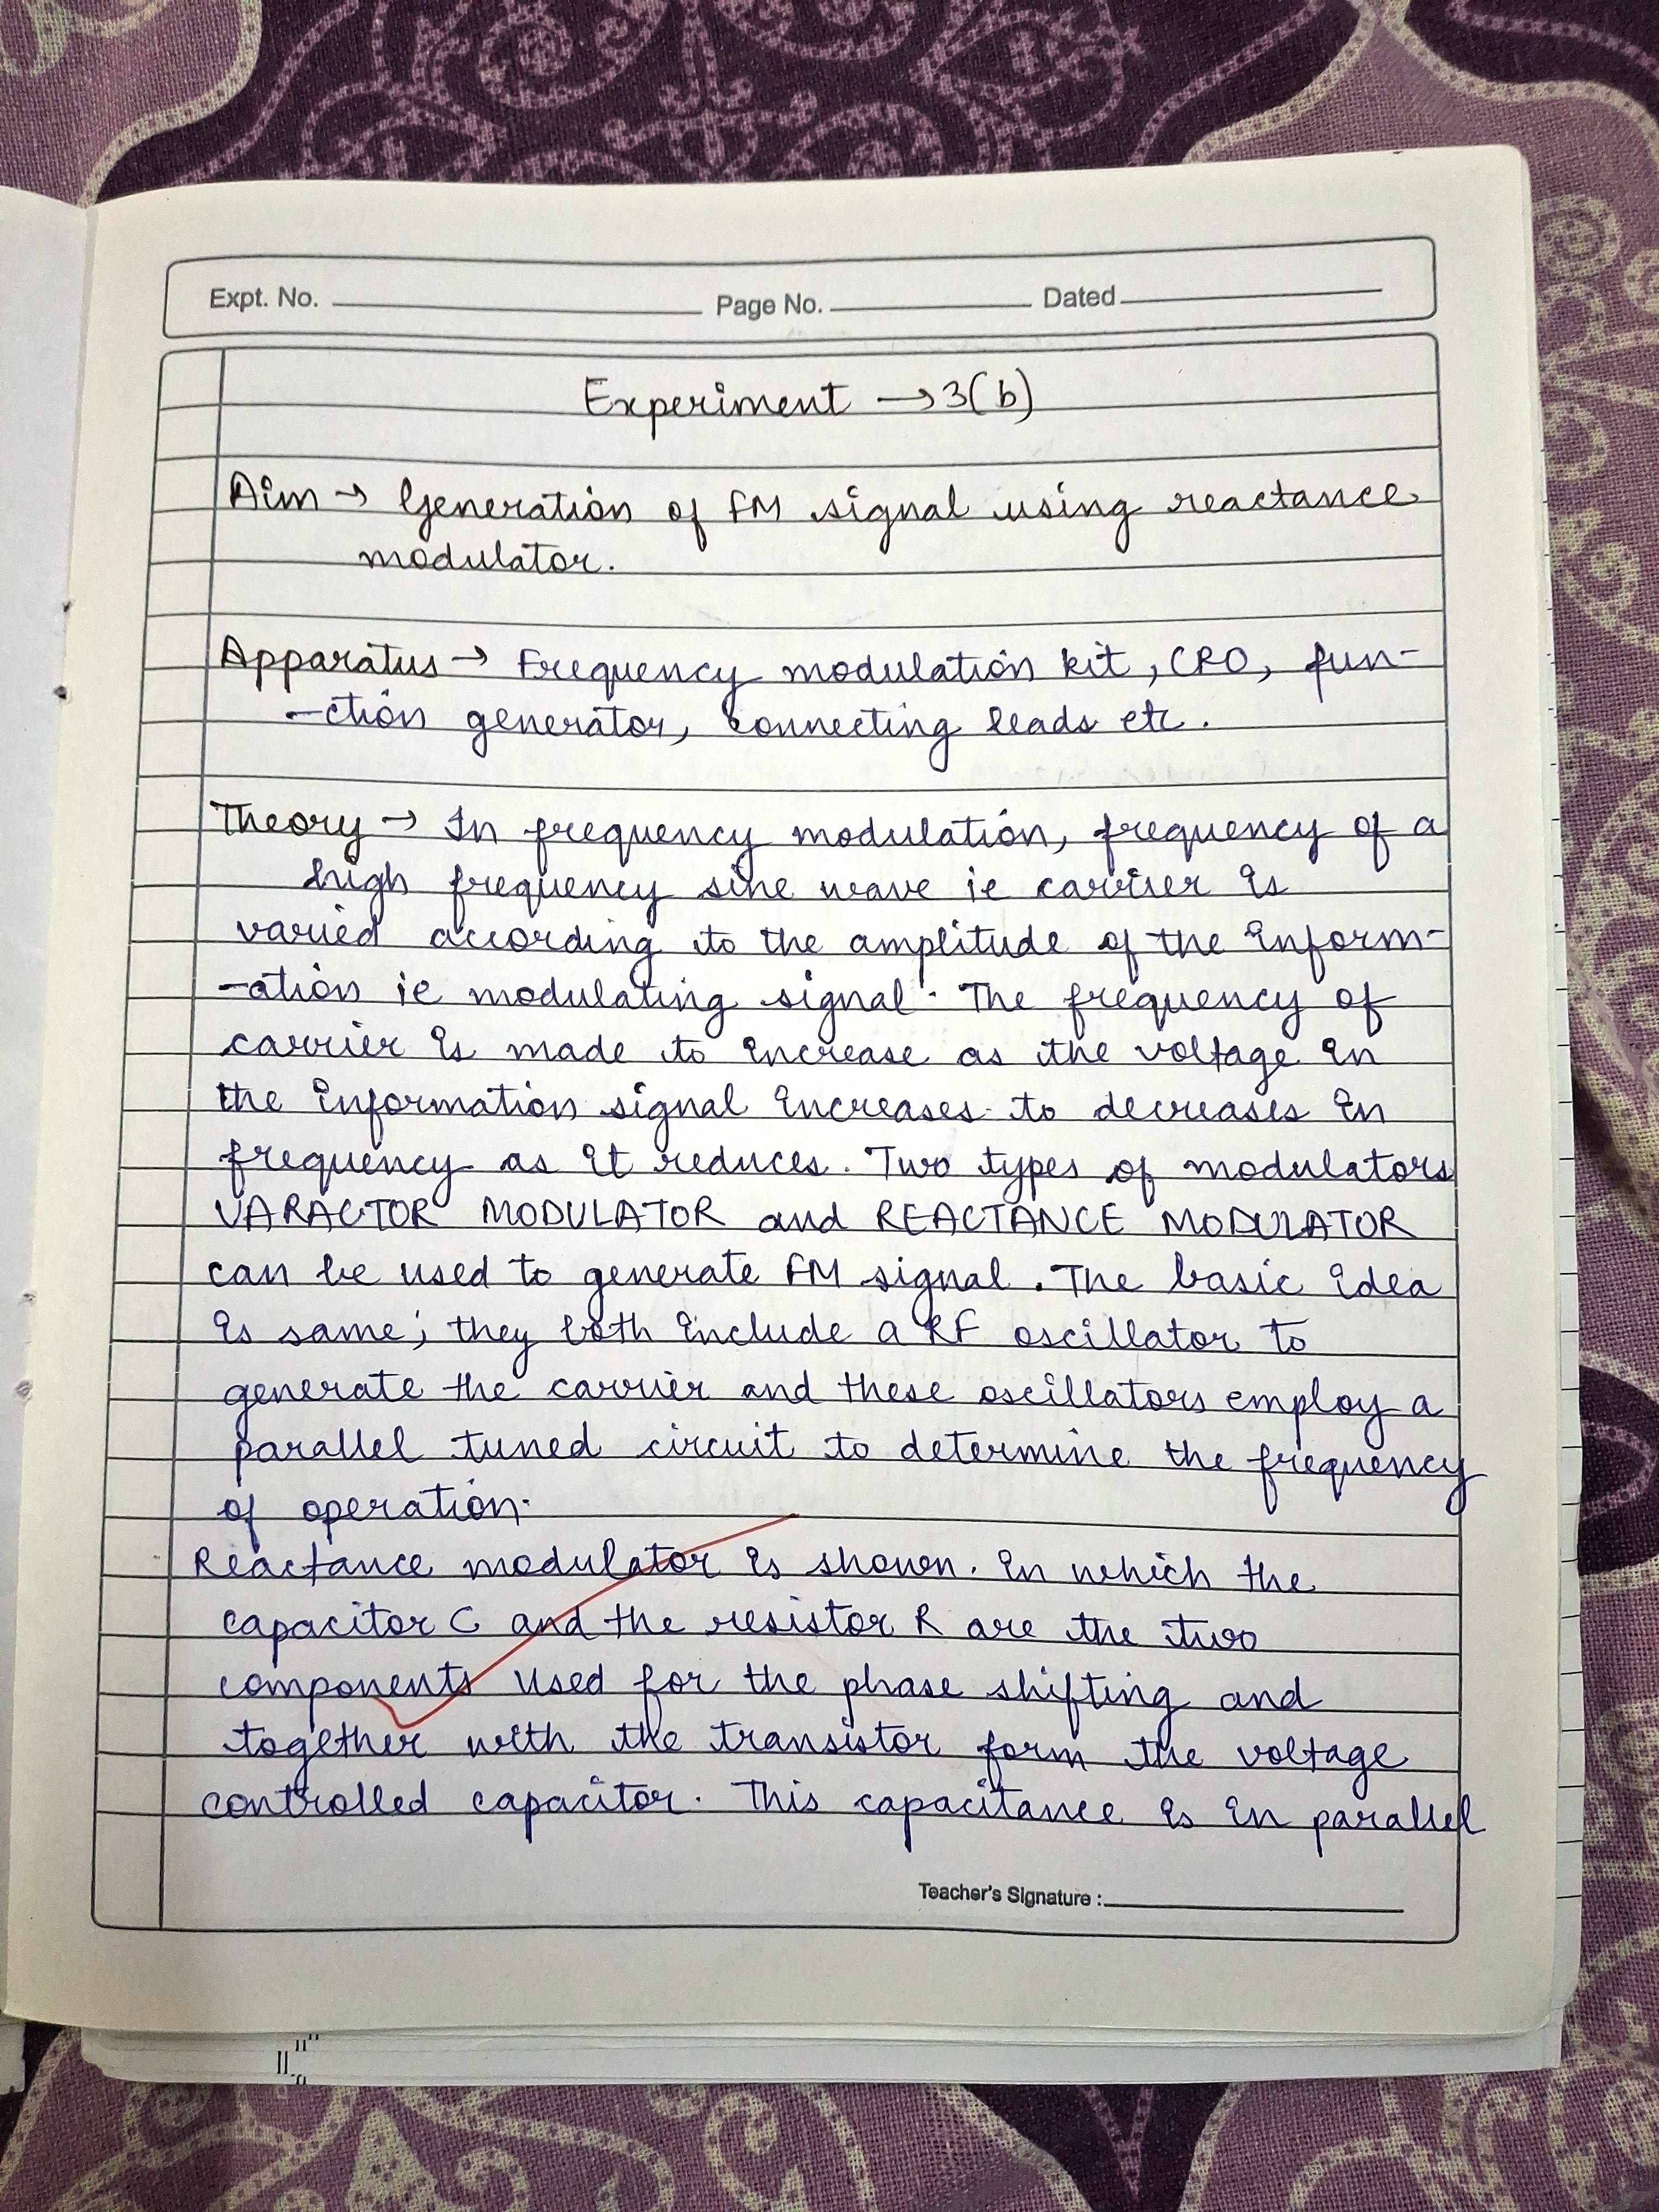 Expt. No. Page No. Dated
Experiment → 3(b)
Aim → Generation of FM signal using reactance
modulator.
Apparatus → Frequency modulation kit, CRO, fun-
-ction generator, connecting leads etc.
Theory → In frequency modulation, frequency of a
high frequency sine wave ie carrier is
varied according to the amplitude of the inform-
-ation ie modulating signal. The frequency of
carrier is made to increase as the voltage in
the information signal increases to decreases in
frequency as it reduces. Two types of modulators
VARACTOR MODULATOR and REACTANCE MODULATOR
can be used to generate FM signal. The basic idea
is same; they both include a RF oscillator to
generate the carrier and these oscillators employ a
parallel tuned circuit to determine the frequency
of operation.
Reactance modulator is shown. in which the
capacitor C and the resistor R are the two
components used for the phase shifting and
together with the transistor form the voltage
controlled capacitor. This capacitance is in parallel
Teacher's Signature :